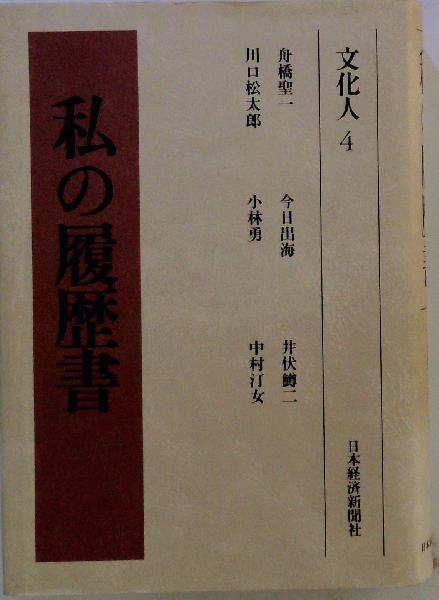 文化人 4
舟橋聖一 今日出海 井伏鱒二
川口松太郎 小林勇 中村汀女
私の履歴書
日本経済新聞社